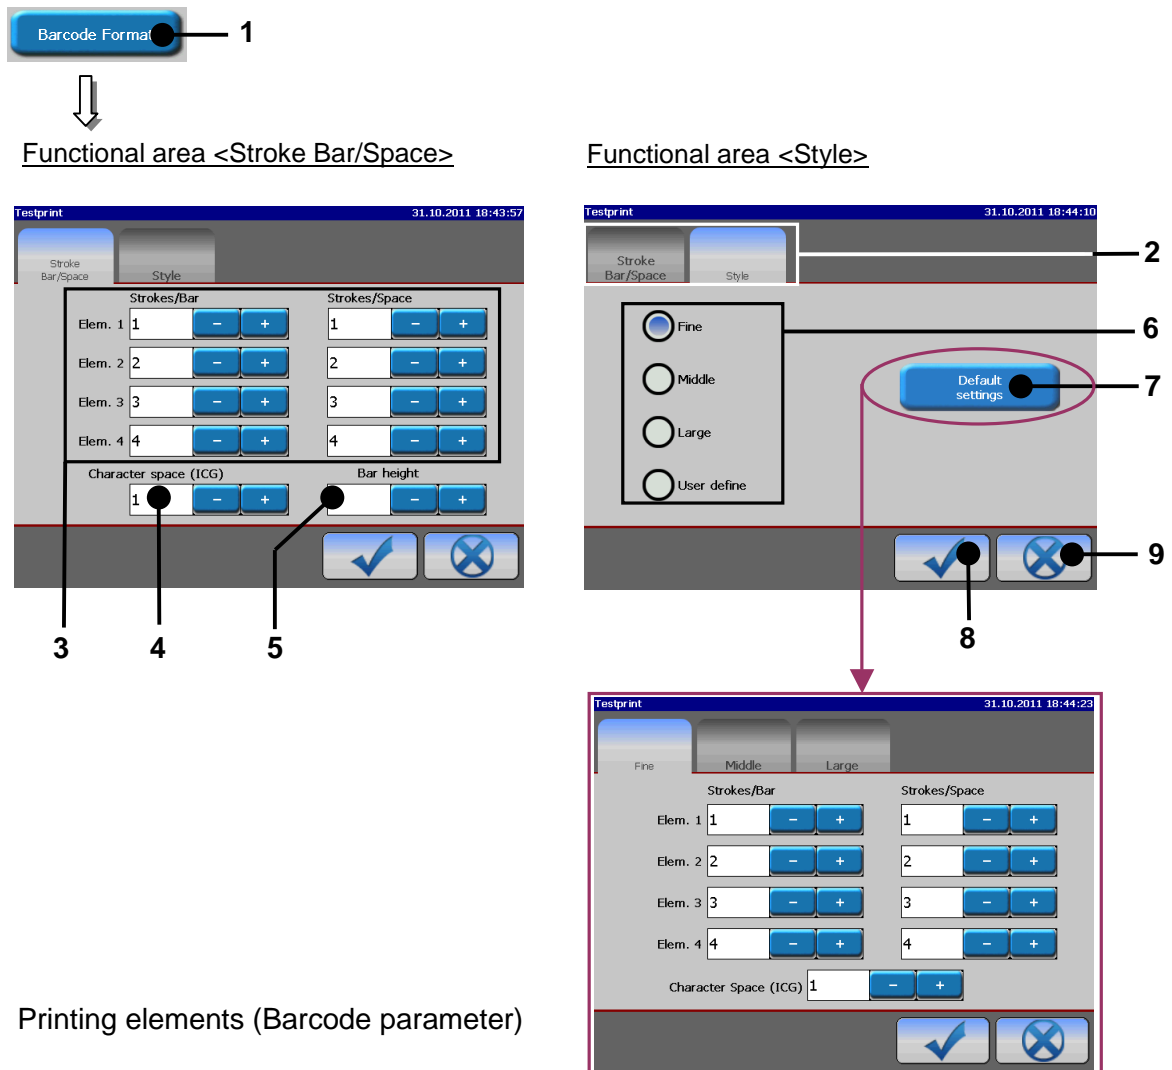 Barcode Format
1
Functional area <Stroke Bar/Space>
Functional area <Style>
Testprint 31.10.2011 18:43:57
Stroke
Bar/Space
Style
Strokes/Bar Strokes/Space
Elem. 1 1 - + 1 - +
Elem. 2 2 - + 2 - +
Elem. 3 3 - + 3 - +
Elem. 4 4 - + 4 - +
Character space (ICG) Bar height
1 - + - +
3 4 5
Testprint 31.10.2011 18:44:10
Stroke
Bar/Space
Style
2
Fine
6
Middle
Default
settings
7
Large
User define
9
8
Testprint 31.10.2011 18:44:23
Fine Middle Large
Strokes/Bar Strokes/Space
Elem. 1 1 - + 1 - +
Elem. 2 2 - + 2 - +
Elem. 3 3 - + 3 - +
Elem. 4 4 - + 4 - +
Character Space (ICG) 1 - +
Printing elements (Barcode parameter)